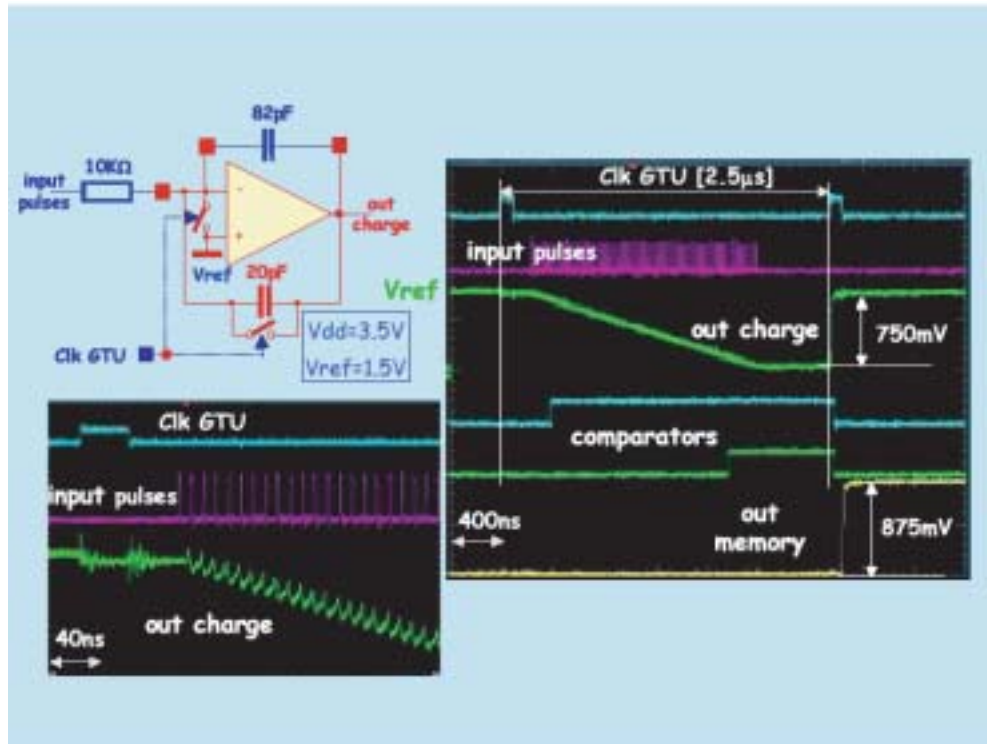 82pF
10KΩ
input
pulses
-
+
out
charge
Vref
20pF
Vdd=3.5V
Vref=1.5V
Clk GTU
Clk GTU [2.5µs]
input pulses
Vref
out charge
750mV
comparators
400ns
out
memory
875mV
Clk GTU
input pulses
out charge
40ns